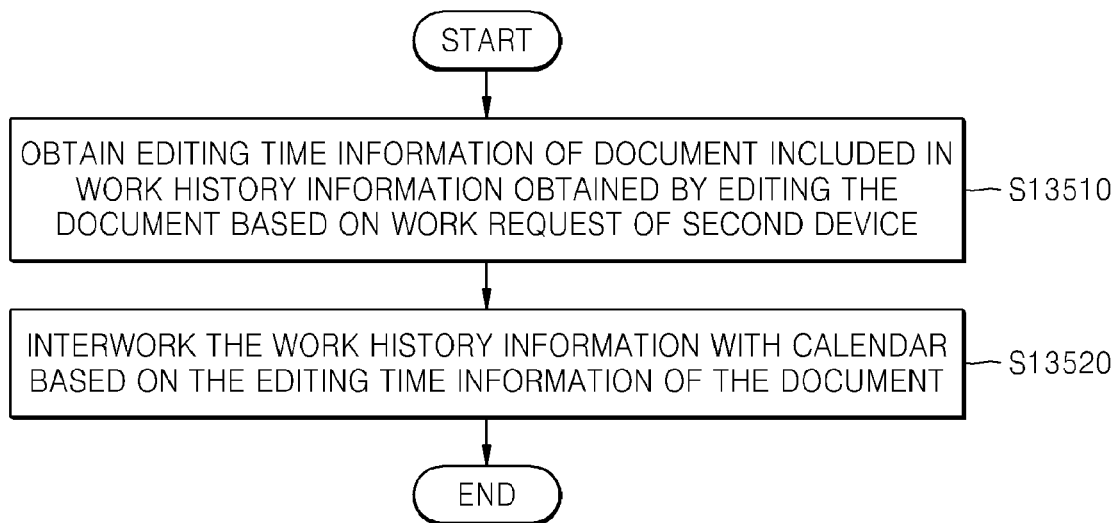 START
OBTAIN EDITING TIME INFORMATION OF DOCUMENT INCLUDED IN
WORK HISTORY INFORMATION OBTAINED BY EDITING THE
DOCUMENT BASED ON WORK REQUEST OF SECOND DEVICE
S13510
INTERWORK THE WORK HISTORY INFORMATION WITH CALENDAR
BASED ON THE EDITING TIME INFORMATION OF THE DOCUMENT
S13520
END